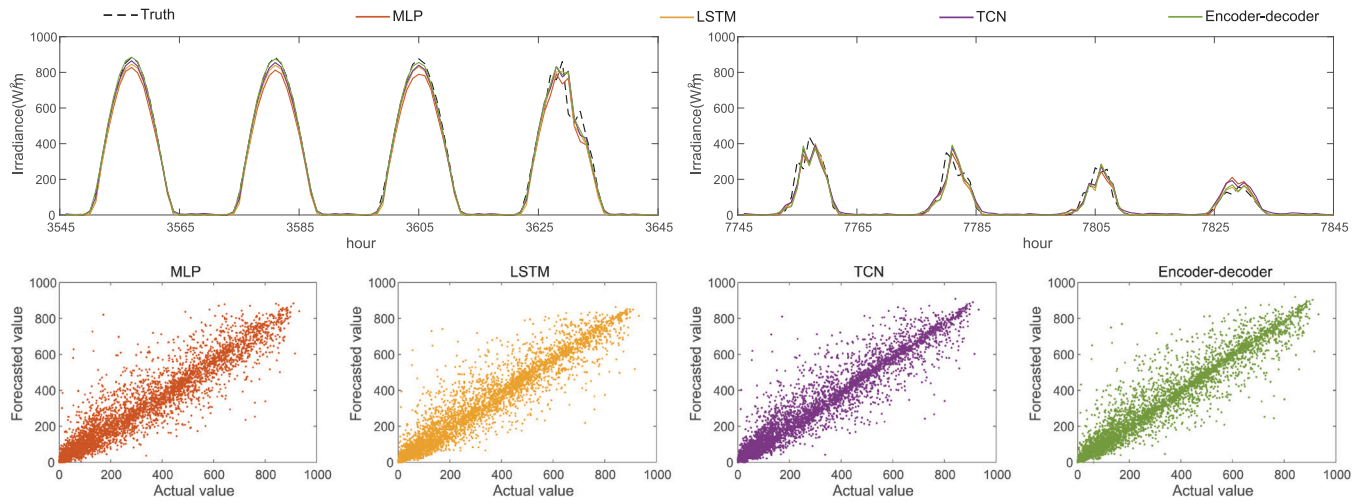 Truth MLP LSTM TCN Encoder-decoder
1000 1000
800 800
600 600
400 400
200 200
0 0
Irradiance(W/m²) Irradiance(W/m²)
3545 3565 3585 3605 3625 3645 7745 7765 7785 7805 7825 7845
hour hour
MLP LSTM TCN Encoder-decoder
1000 1000 1000 1000
800 800 800 800
600 600 600 600
400 400 400 400
200 200 200 200
0 0 0 0
Forecasted value Forecasted value Forecasted value Forecasted value
0 200 400 600 800 1000 0 200 400 600 800 1000 0 200 400 600 800 1000 0 200 400 600 800 1000
Actual value Actual value Actual value Actual value